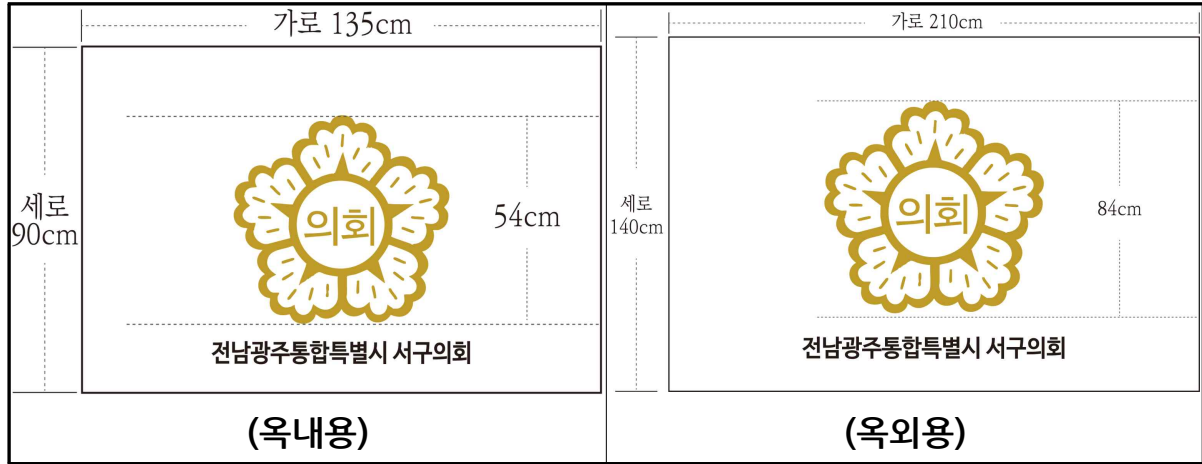 가로 135cm
세로
90cm
의회
54cm
전남광주통합특별시 서구의회
(옥내용)
가로 210cm
세로
140cm
의회
84cm
전남광주통합특별시 서구의회
(옥외용)